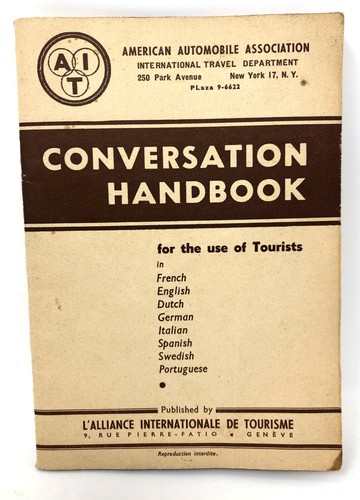 A I T
AMERICAN AUTOMOBILE ASSOCIATION
INTERNATIONAL TRAVEL DEPARTMENT
250 Park Avenue New York 17, N. Y.
PLaza 9-6622
CONVERSATION
HANDBOOK
for the use of Tourists
in
French
English
Dutch
German
Italian
Spanish
Swedish
Portuguese
Published by
L'ALLIANCE INTERNATIONALE DE TOURISME
9, RUE PIERRE-FATIO • GENÈVE
Reproduction interdite.